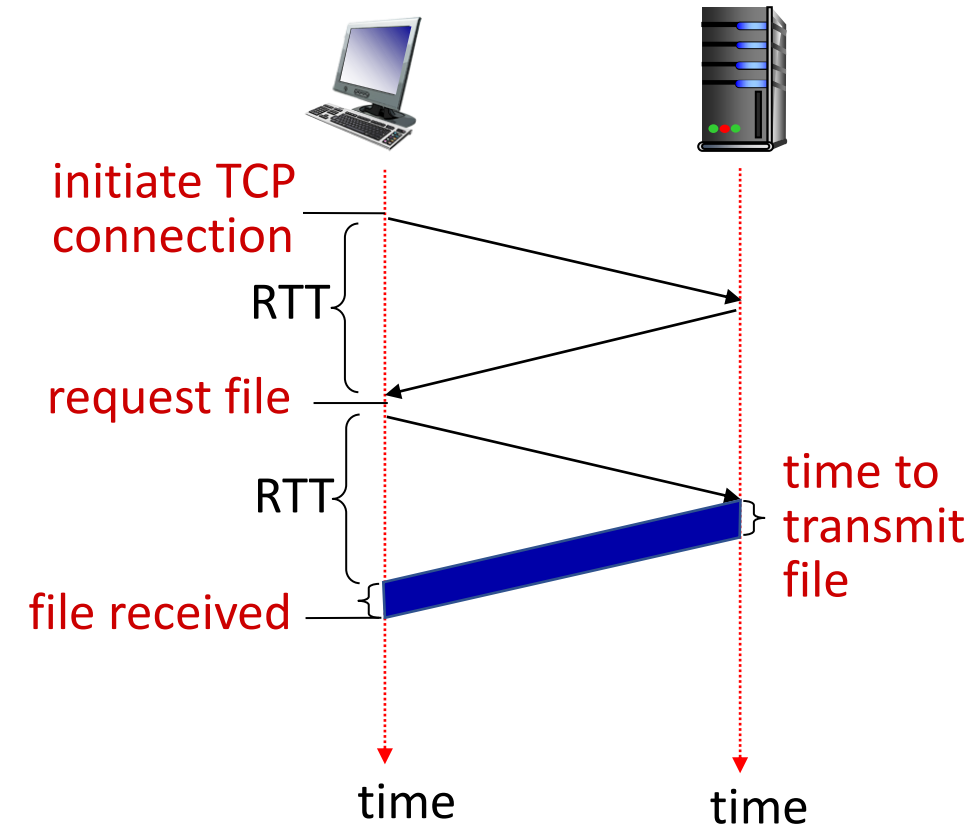 initiate TCP
connection
RTT
request file
RTT
time to
transmit
file
file received
time
time